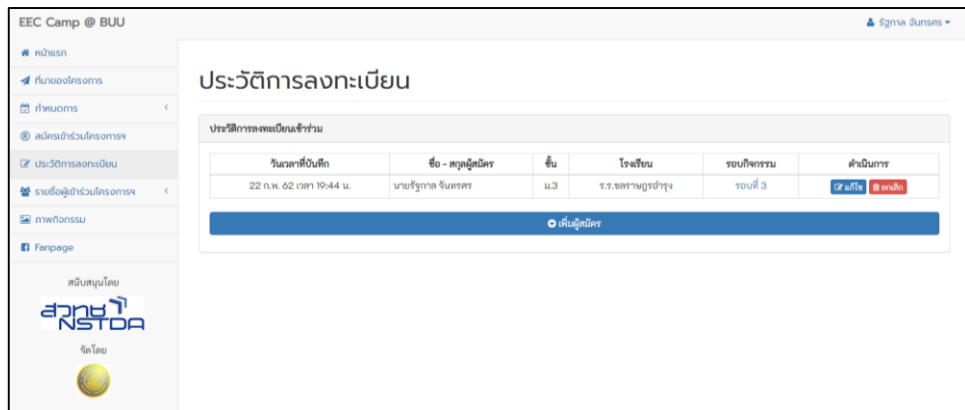 EEC Camp @ BUU
รัฐกาล จันทรศร
หน้าแรก
ที่มาของโครงการ
กำหนดการ
สมัครเข้าร่วมโครงการฯ
ประวัติการลงทะเบียน
รายชื่อผู้เข้าร่วมโครงการฯ
ภาพกิจกรรม
Fanpage
สนับสนุนโดย
สวทช
NSTDA
จัดโดย
ประวัติการลงทะเบียน
ประวัติการลงทะเบียนเข้าร่วม
วันเวลาที่บันทึก ชื่อ - สกุลผู้สมัคร ชั้น โรงเรียน รอบกิจกรรม ดำเนินการ
22 ก.พ. 62 เวลา 19:44 น. นายรัฐกาล จันทรศร ม.3 ร.ร.ชลราษฎรอำรุง รอบที่ 3 แก้ไข ยกเลิก
เพิ่มผู้สมัคร